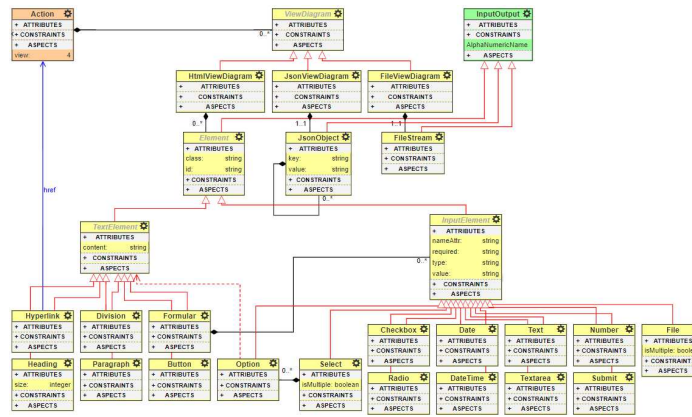 Action
+ ATTRIBUTES
+ CONSTRAINTS
+ ASPECTS
view: 4
0..*
ViewDiagram
+ ATTRIBUTES
+ CONSTRAINTS
+ ASPECTS
InputOutput
+ ATTRIBUTES
+ CONSTRAINTS
AlphaNumericName
+ ASPECTS
HtmlViewDiagram
+ ATTRIBUTES
+ CONSTRAINTS
+ ASPECTS
JsonViewDiagram
+ ATTRIBUTES
+ CONSTRAINTS
+ ASPECTS
FileViewDiagram
+ ATTRIBUTES
+ CONSTRAINTS
+ ASPECTS
0..*
1..1
1..1
Element
+ ATTRIBUTES
class: string
id: string
+ CONSTRAINTS
+ ASPECTS
JsonObject
+ ATTRIBUTES
key: string
value: string
+ CONSTRAINTS
+ ASPECTS
0..*
FileStream
+ ATTRIBUTES
+ CONSTRAINTS
+ ASPECTS
href
TextElement
+ ATTRIBUTES
content: string
+ CONSTRAINTS
+ ASPECTS
InputElement
+ ATTRIBUTES
nameAttr: string
required: string
type: string
value: string
+ CONSTRAINTS
+ ASPECTS
0..*
Hyperlink
+ ATTRIBUTES
+ CONSTRAINTS
+ ASPECTS
Division
+ ATTRIBUTES
+ CONSTRAINTS
+ ASPECTS
Formular
+ ATTRIBUTES
+ CONSTRAINTS
+ ASPECTS
Heading
+ ATTRIBUTES
size: integer
+ CONSTRAINTS
+ ASPECTS
Paragraph
+ ATTRIBUTES
+ CONSTRAINTS
+ ASPECTS
Button
+ ATTRIBUTES
+ CONSTRAINTS
+ ASPECTS
Option
+ ATTRIBUTES
+ CONSTRAINTS
+ ASPECTS
0..*
Select
+ ATTRIBUTES
isMultiple: boolean
+ CONSTRAINTS
+ ASPECTS
Checkbox
+ ATTRIBUTES
+ CONSTRAINTS
+ ASPECTS
Date
+ ATTRIBUTES
+ CONSTRAINTS
+ ASPECTS
Text
+ ATTRIBUTES
+ CONSTRAINTS
+ ASPECTS
Number
+ ATTRIBUTES
+ CONSTRAINTS
+ ASPECTS
File
+ ATTRIBUTES
isMultiple:
+ CONSTRAINTS
+ ASPECTS
Radio
+ ATTRIBUTES
+ CONSTRAINTS
+ ASPECTS
DateTime
+ ATTRIBUTES
+ CONSTRAINTS
+ ASPECTS
Textarea
+ ATTRIBUTES
+ CONSTRAINTS
+ ASPECTS
Submit
+ ATTRIBUTES
+ CONSTRAINTS
+ ASPECTS